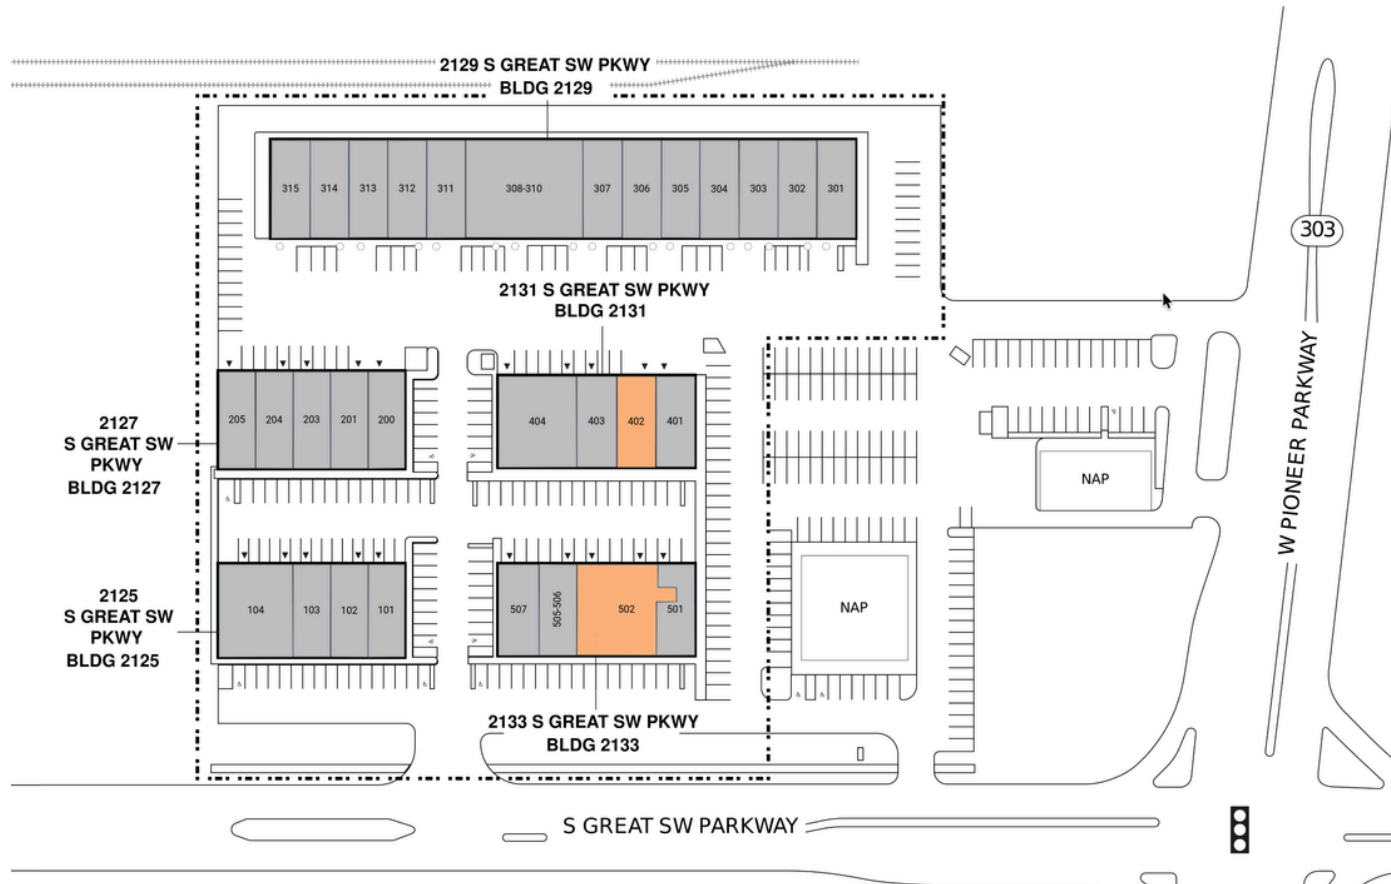 2129 S GREAT SW PKWY
BLDG 2129
315 314 313 312 311 308-310 307 306 305 304 303 302 301
303
2131 S GREAT SW PKWY
BLDG 2131
205 204 203 201 200
404 403 402 401
2127
S GREAT SW
PKWY
BLDG 2127
NAP
W PIONEER PARKWAY
2125
S GREAT SW
PKWY
BLDG 2125
104 103 102 101
507 505-506 502 501
NAP
2133 S GREAT SW PKWY
BLDG 2133
S GREAT SW PARKWAY